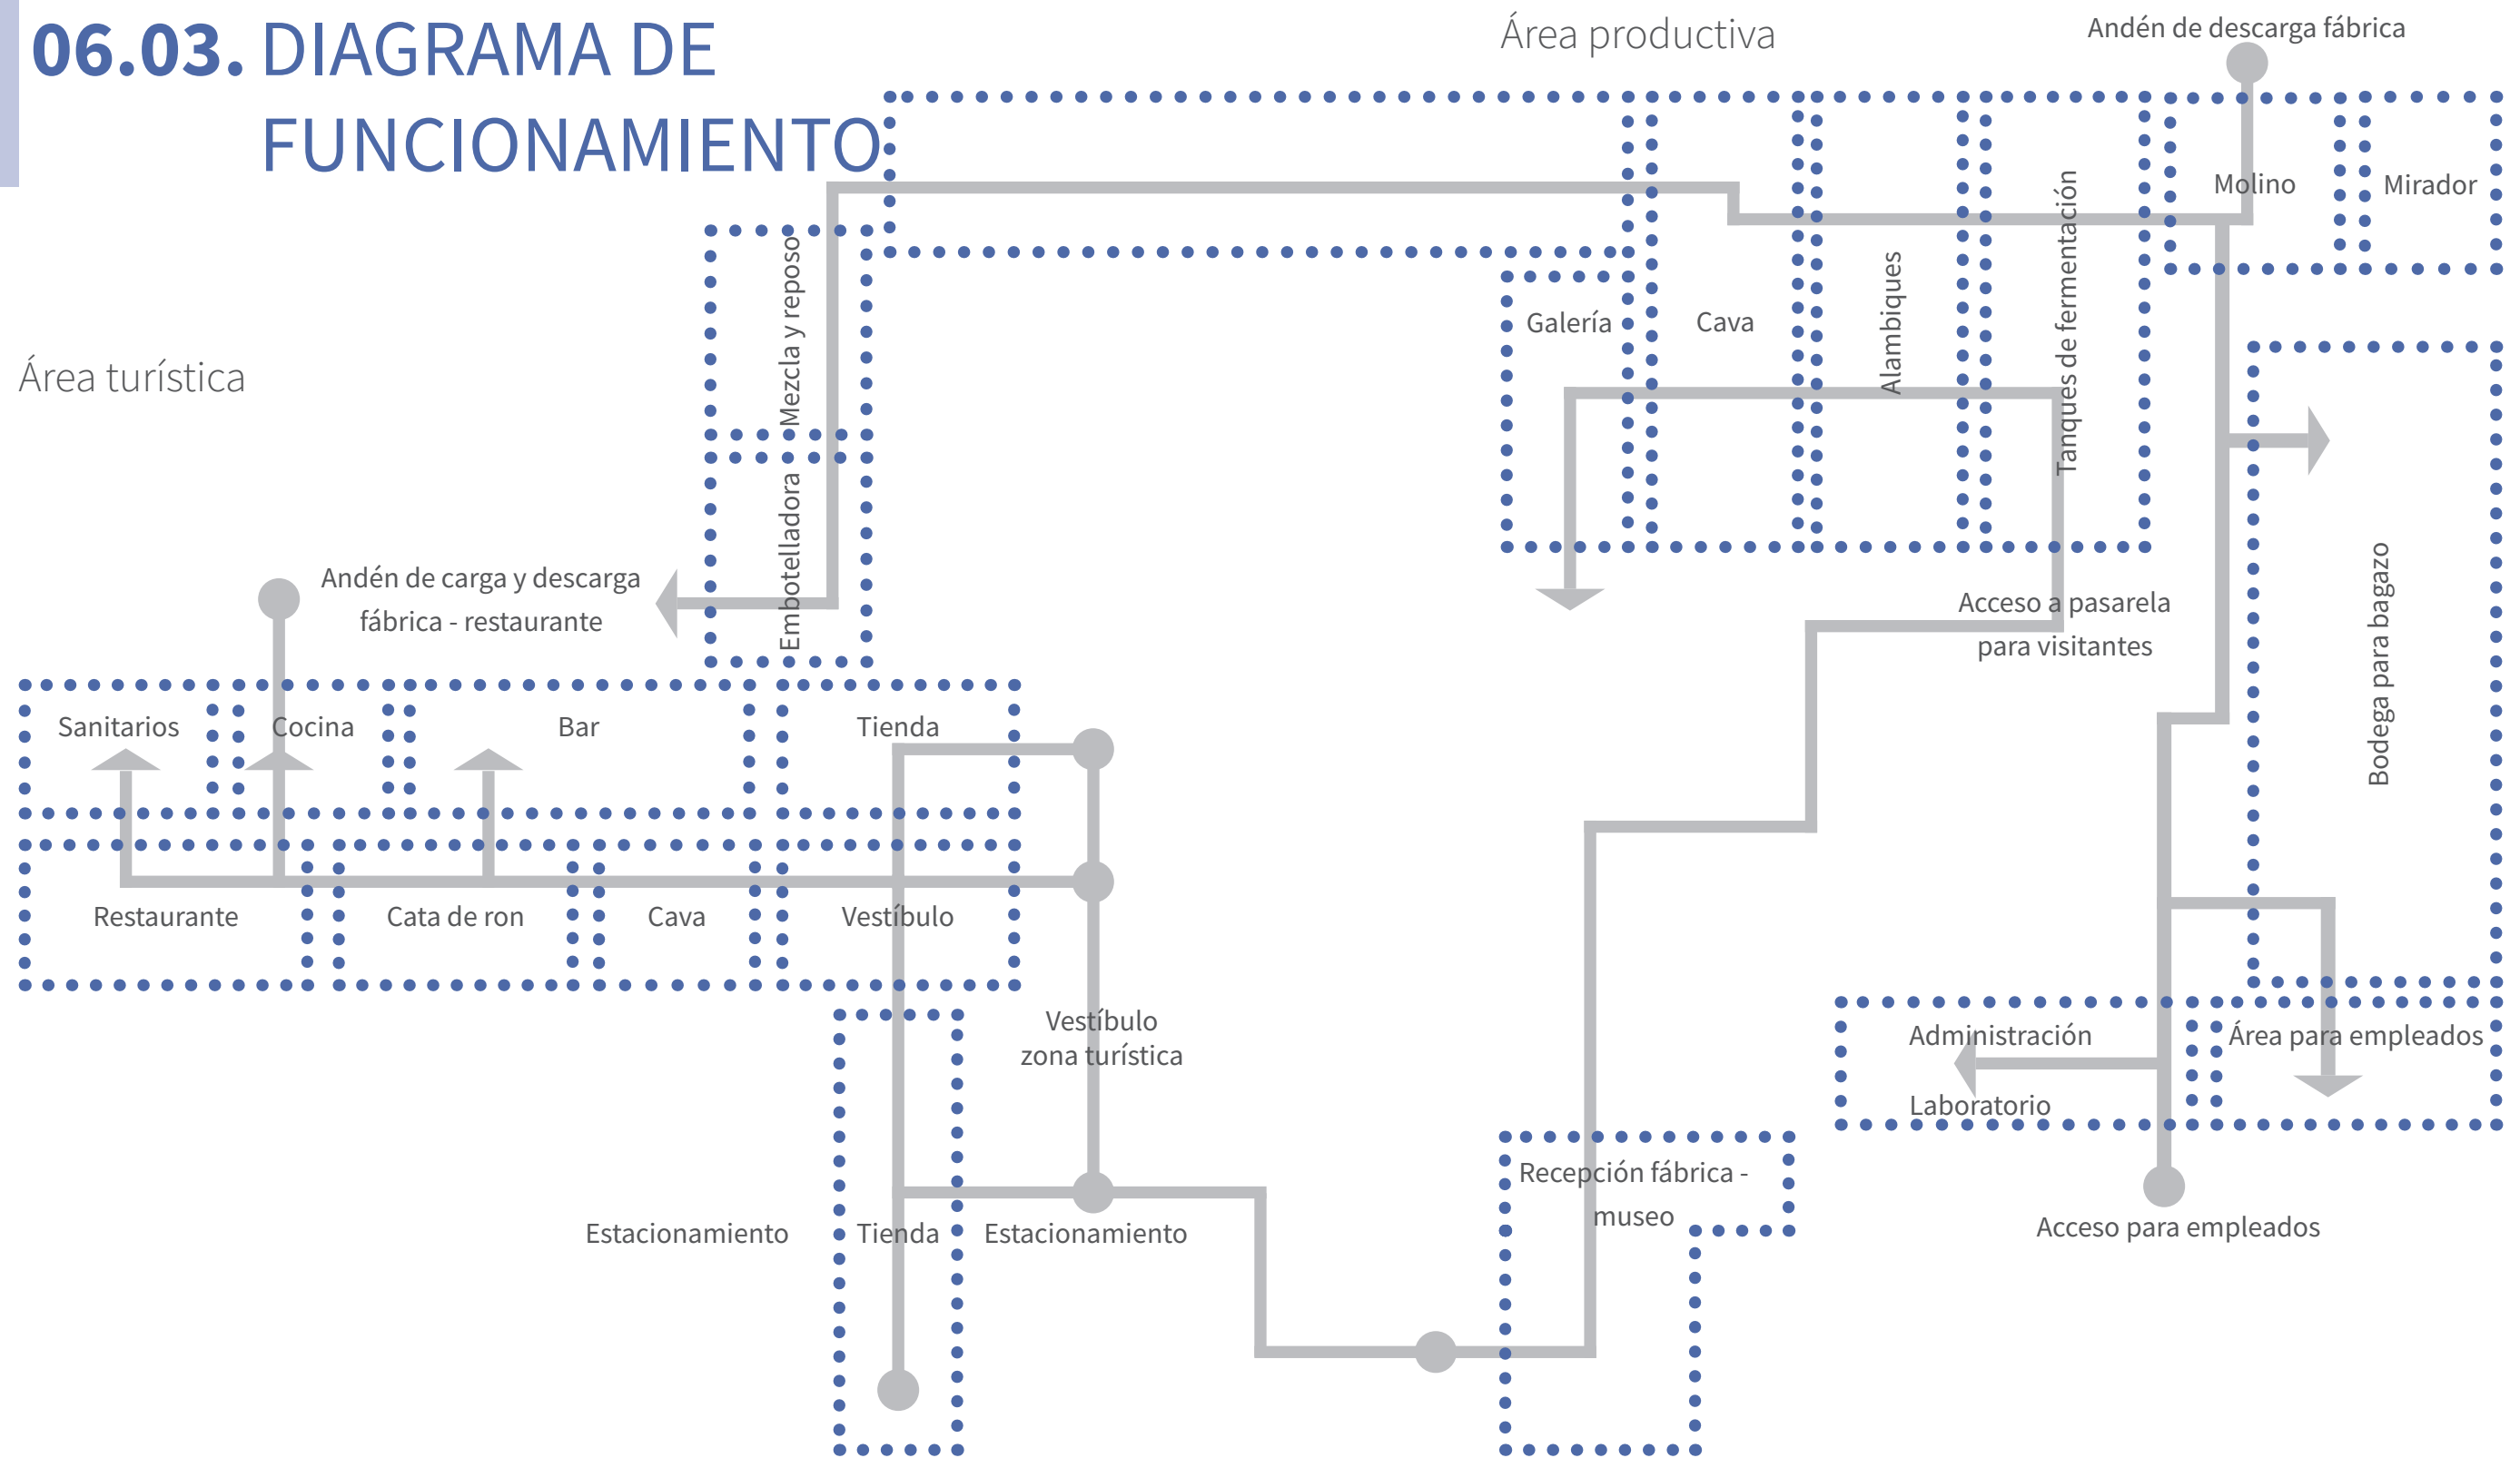 06.03. DIAGRAMA DE
FUNCIONAMIENTO
Área productiva
Andén de descarga fábrica
Molino
Mirador
Mezcla y reposo
Galería
Cava
Alambiques
Tanques de fermentación
Área turística
Embotelladora
Andén de carga y descarga
fábrica - restaurante
Acceso a pasarela
para visitantes
Bodega para bagazo
Sanitarios
Cocina
Bar
Tienda
Restaurante
Cata de ron
Cava
Vestíbulo
Vestíbulo
zona turística
Administración
Laboratorio
Área para empleados
Recepción fábrica -
museo
Estacionamiento
Tienda
Estacionamiento
Acceso para empleados